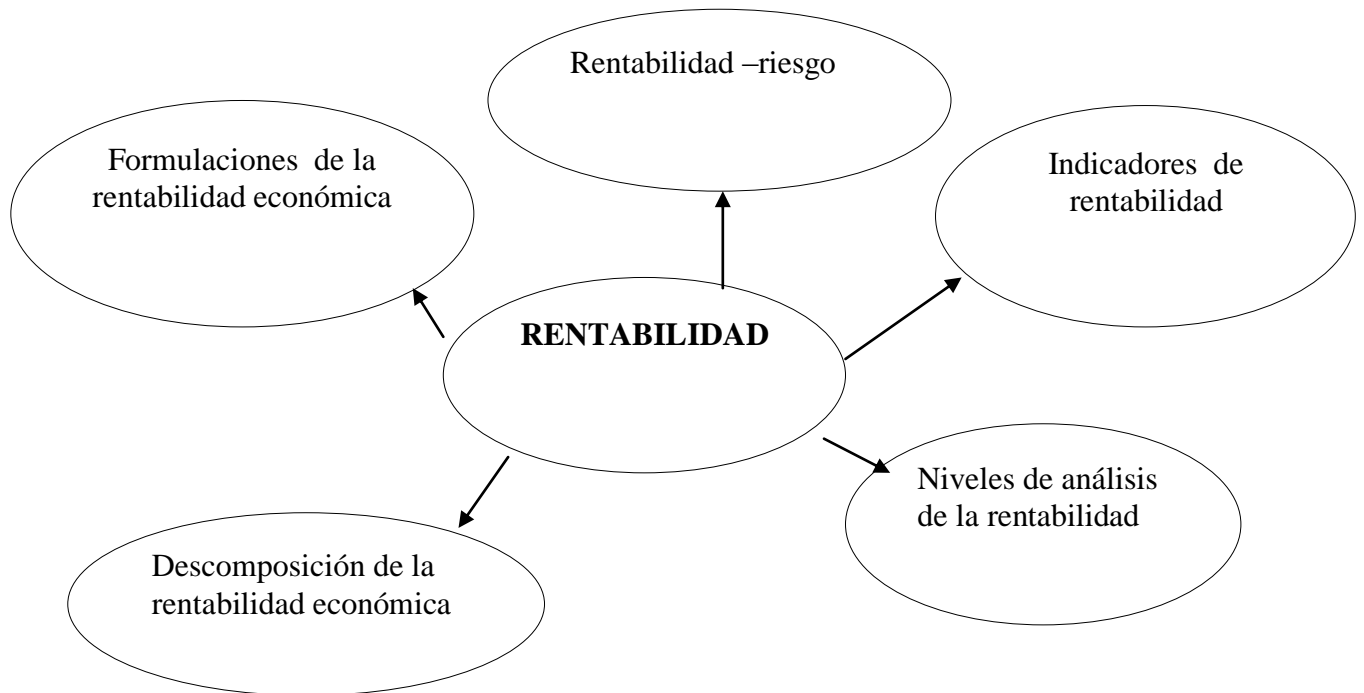 Rentabilidad –riesgo
Formulaciones de la
rentabilidad económica
Indicadores de
rentabilidad
RENTABILIDAD
Niveles de análisis
de la rentabilidad
Descomposición de la
rentabilidad económica